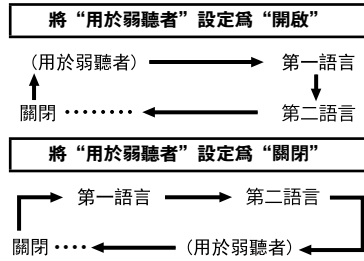 將“用於弱聽者”設定爲“開啟”
(用於弱聽者) 第一語言
關閉 ········ 第二語言
將“用於弱聽者”設定爲“關閉”
第一語言 第二語言
關閉 ···· (用於弱聽者)